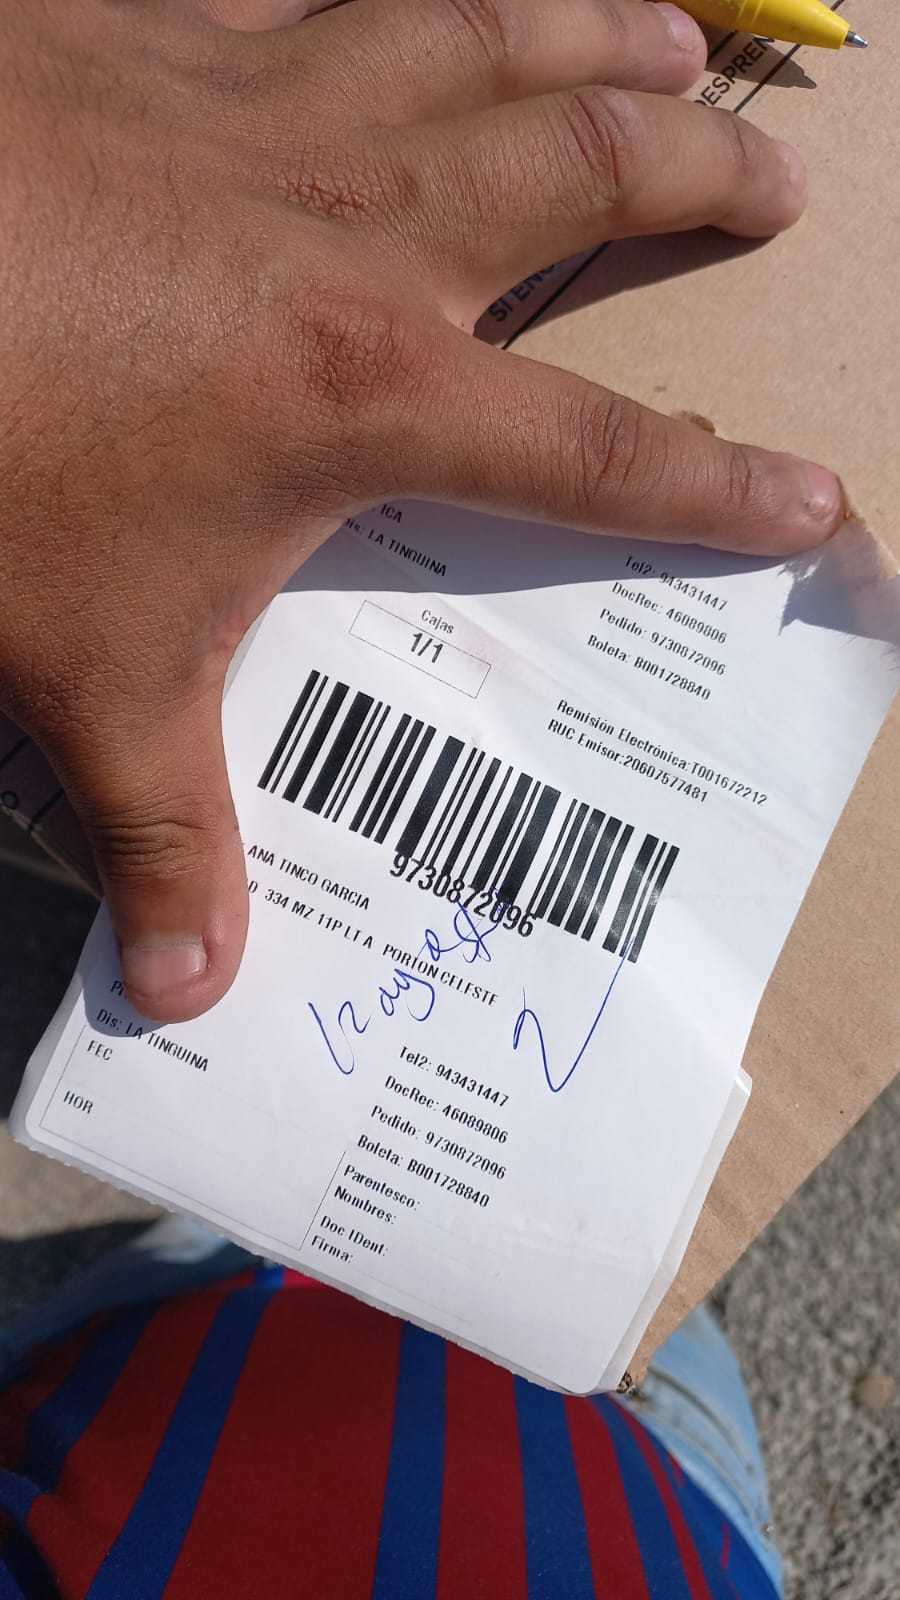 DESPREN
SI ENC
ICA
Dis: LA TINGUINA
Tel2: 943431447
DocRec: 46089806
Pedido: 9730872096
Boleta: B001728840
Cajas
1/1
Remisión Electrónica:T001672212
RUC Emisor:20607577481
9730872096
ANA TINCO GARCIA
D 334 MZ 11P LT A PORTON CELESTE
Dis: LA TINGUINA
FEC
HOR
Tel2: 943431447
DocRec: 46089806
Pedido: 9730872096
Boleta: B001728840
Parentesco:
Nombres:
Doc IDent:
Firma: